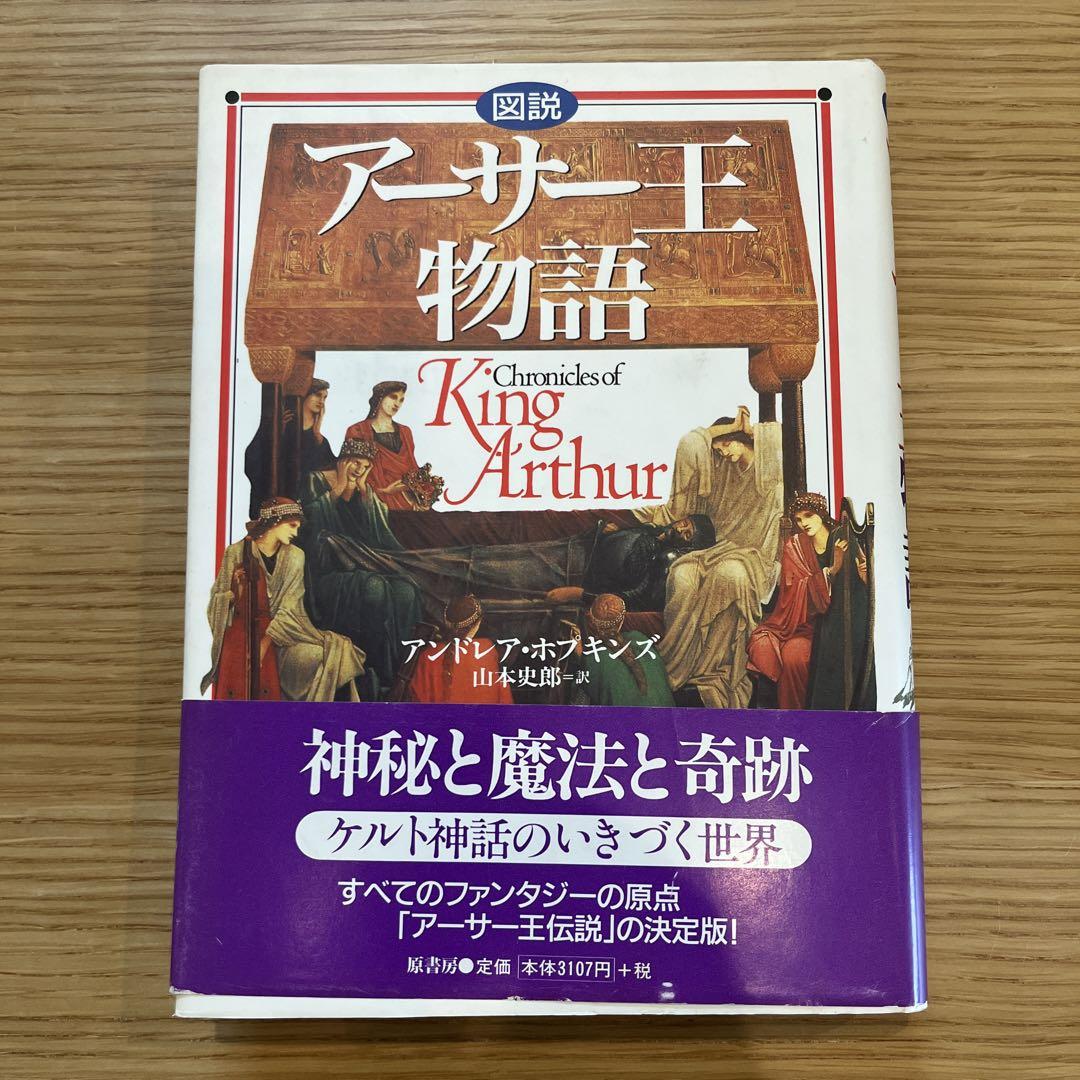 図説
アーサー王
物語
Chronicles of
King
Arthur
アンドレア・ホプキンズ
山本史郎=訳
神秘と魔法と奇跡
ケルト神話のいきづく世界
すべてのファンタジーの原点
「アーサー王伝説」の決定版!
原書房●定価 本体3107円+税